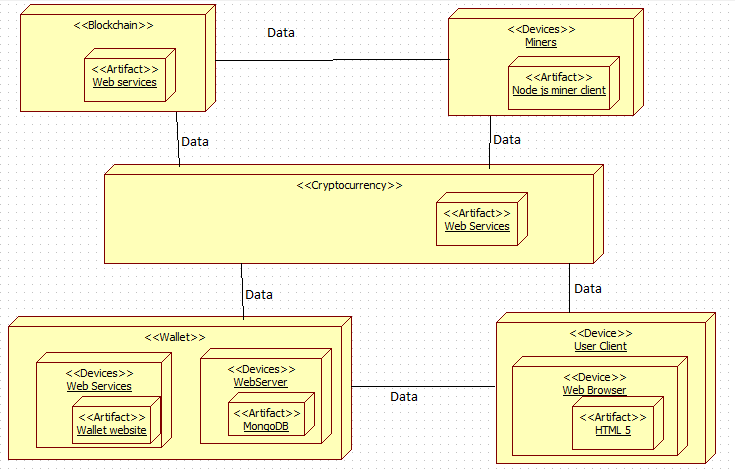 <<Blockchain>>
<<Artifact>>
Web services
Data
<<Devices>>
Miners
<<Artifact>>
Node js miner client
Data
Data
<<Cryptocurrency>>
<<Artifact>>
Web Services
Data
Data
<<Wallet>>
<<Devices>>
Web Services
<<Artifact>>
Wallet website
<<Devices>>
WebServer
<<Artifact>>
MongoDB
Data
<<Device>>
User Client
<<Device>>
Web Browser
<<Artifact>>
HTML 5